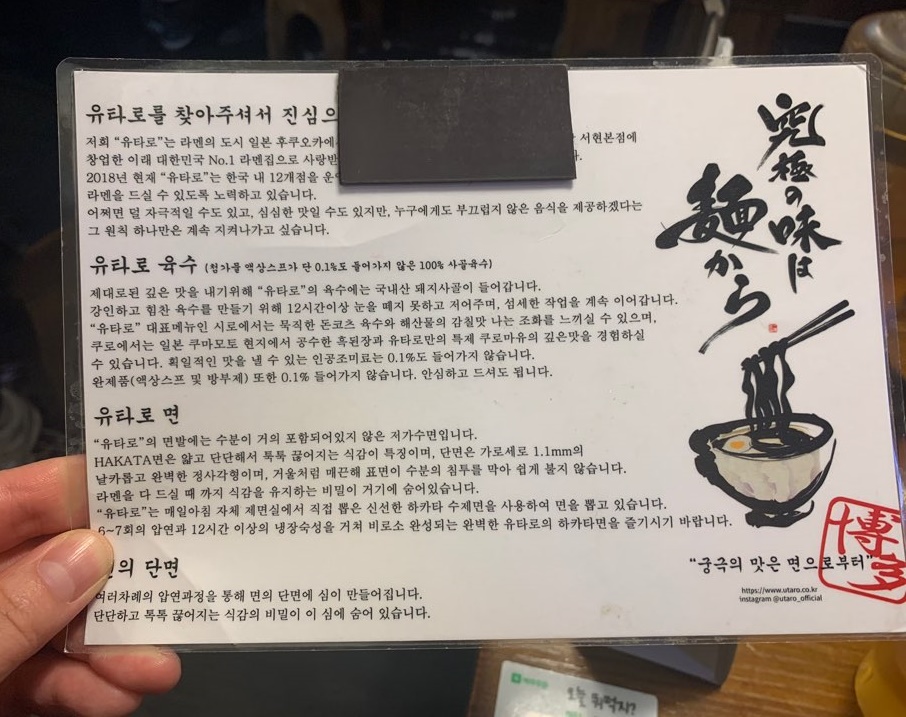 유타로를 찾아주셔서 진심으
저희 “유타로”는 라멘의 도시 일본 후쿠오카에 서현본점에
창업한 이래 대한민국 No.1 라멘집으로 사랑받
2018년 현재 “유타로”는 한국 내 12개점을 운
라멘을 드실 수 있도록 노력하고 있습니다.
어쩌면 덜 자극적일 수도 있고, 심심한 맛일 수도 있지만, 누구에게도 부끄럽지 않은 음식을 제공하겠다는
그 원칙 하나만은 계속 지켜나가고 싶습니다.
유타로 육수 (첨가물 액상스프가 단 0.1%도 들어가지 않은 100% 사골육수)
제대로된 깊은 맛을 내기위해 “유타로”의 육수에는 국내산 돼지사골이 들어갑니다.
강인하고 힘찬 육수를 만들기 위해 12시간이상 눈을 떼지 못하고 저어주며, 섬세한 작업을 계속 이어갑니다.
“유타로” 대표메뉴인 시로에서는 묵직한 돈코츠 육수와 해산물의 감칠맛 나는 조화를 느끼실 수 있으며,
쿠로에서는 일본 쿠마모토 현지에서 공수한 흑된장과 유타로만의 특제 쿠로마유의 깊은맛을 경험하실
수 있습니다. 획일적인 맛을 낼 수 있는 인공조미료는 0.1%도 들어가지 않습니다.
완제품(액상스프 및 방부제) 또한 0.1% 들어가지 않습니다. 안심하고 드셔도 됩니다.
유타로 면
“유타로”의 면발에는 수분이 거의 포함되어있지 않은 저가수면입니다.
HAKATA면은 얇고 단단해서 툭툭 끊어지는 식감이 특징이며, 단면은 가로세로 1.1mm의
날카롭고 완벽한 정사각형이며, 거울처럼 매끈해 표면이 수분의 침투를 막아 쉽게 불지 않습니다.
라멘을 다 드실 때 까지 식감을 유지하는 비밀이 거기에 숨어있습니다.
“유타로”는 매일아침 자체 제면실에서 직접 뽑은 신선한 하카타 수제면을 사용하여 면을 뽑고 있습니다.
6~7회의 압연과 12시간 이상의 냉장숙성을 거쳐 비로소 완성되는 완벽한 유타로의 하카타면을 즐기시기 바랍니다.
의 단면
여러차례의 압연과정을 통해 면의 단면에 심이 만들어집니다.
단단하고 톡톡 끊어지는 식감의 비밀이 이 심에 숨어 있습니다.
究極の味は
麺から
“궁극의 맛은 면으로부터”
博多
https://www.utaro.co.kr
instagram @utaro_official
오늘 뭐먹지?